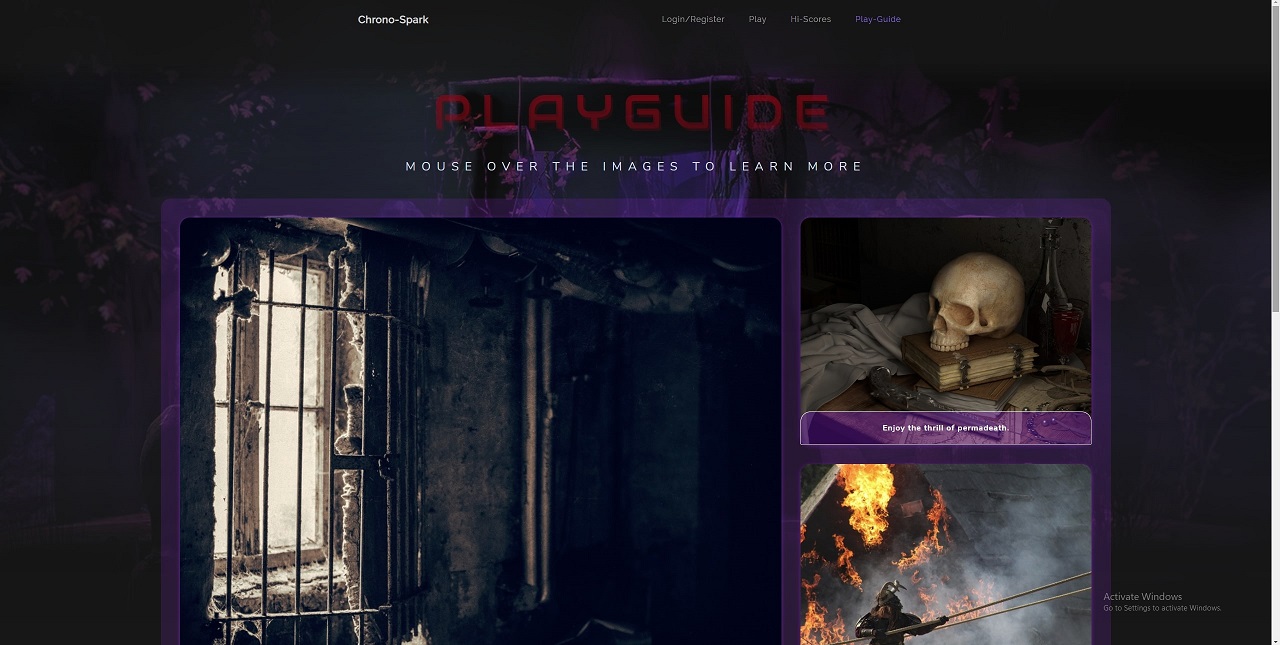 Chrono-Spark
Login/Register Play Hi-Scores Play-Guide
PLAYGUIDE
MOUSE OVER THE IMAGES TO LEARN MORE
Enjoy the thrill of permadeath.
Activate Windows
Go to Settings to activate Windows.